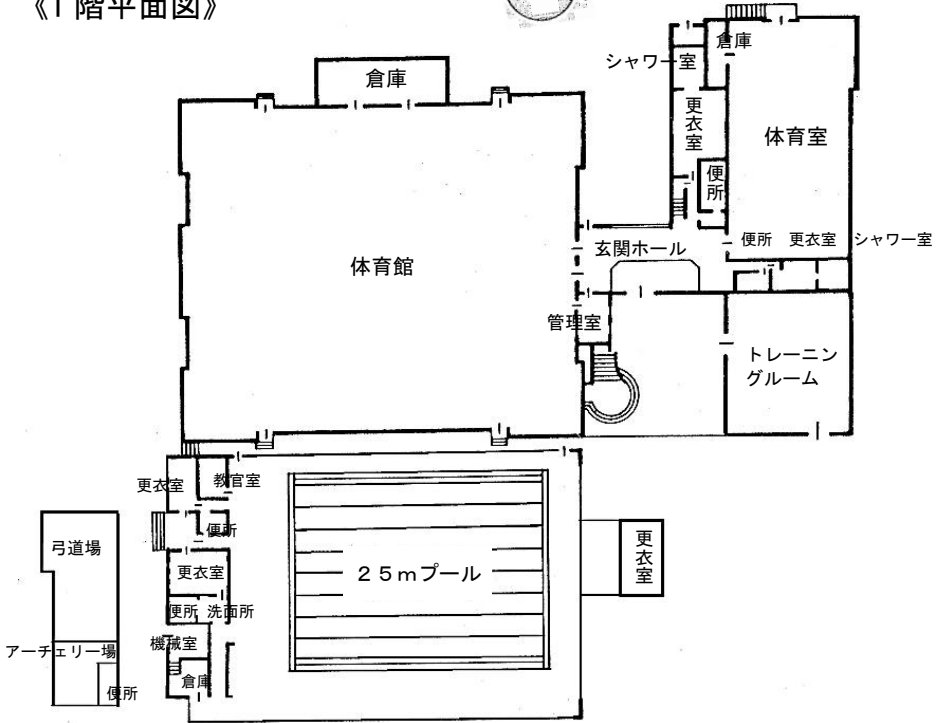 《1階平面図》
倉庫
シャワー室
倉庫
更衣室
体育室
便所
便所 更衣室 シャワー室
玄関ホール
体育館
管理室
トレーニン
グルーム
更衣室
教官室
便所
弓道場
更衣室
25mプール
更衣室
便所 洗面所
機械室
アーチェリー場
倉庫
便所